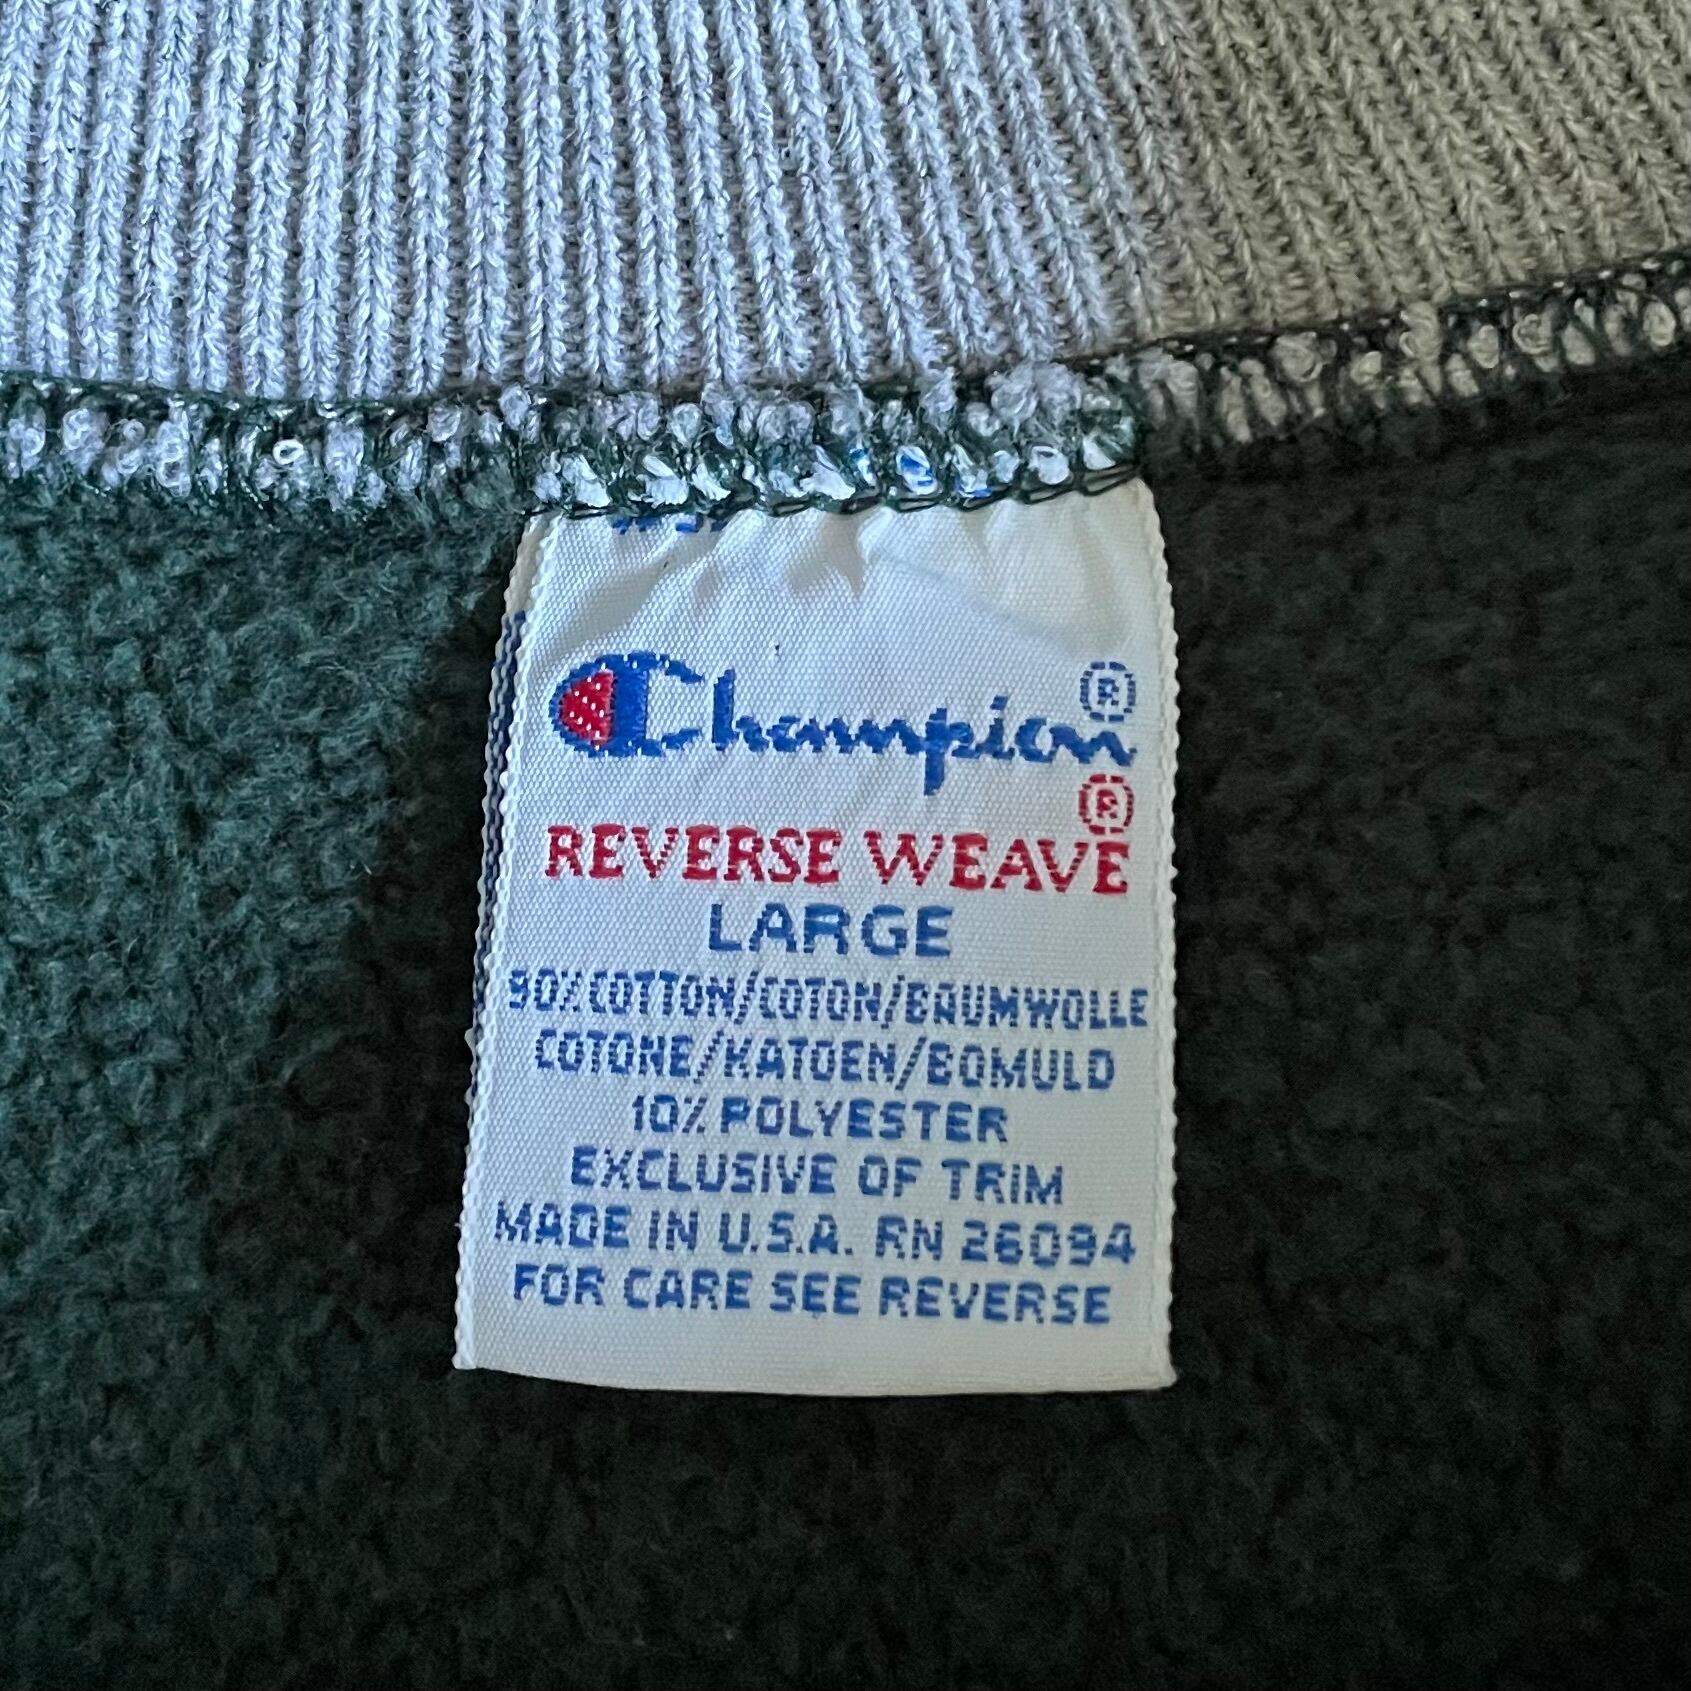 Champion®
REVERSE WEAVE®
LARGE
90% COTTON/COTON/BAUMWOLLE
COTONE/KATOEN/BOMULD
10% POLYESTER
EXCLUSIVE OF TRIM
MADE IN U.S.A. RN 26094
FOR CARE SEE REVERSE